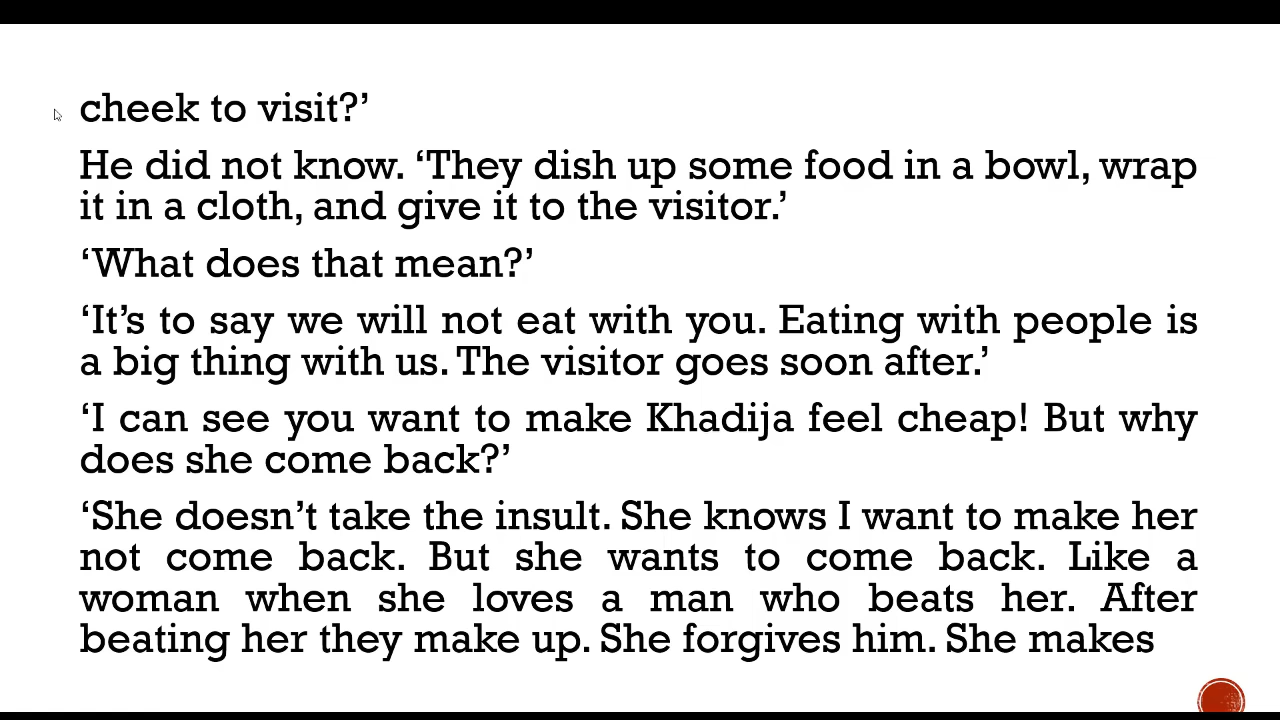 cheek to visit?’
He did not know. ‘They dish up some food in a bowl, wrap
it in a cloth, and give it to the visitor.’
‘What does that mean?’
‘It’s to say we will not eat with you. Eating with people is
a big thing with us. The visitor goes soon after.’
‘I can see you want to make Khadija feel cheap! But why
does she come back?’
‘She doesn’t take the insult. She knows I want to make her
not come back. But she wants to come back. Like a
woman when she loves a man who beats her. After
beating her they make up. She forgives him. She makes